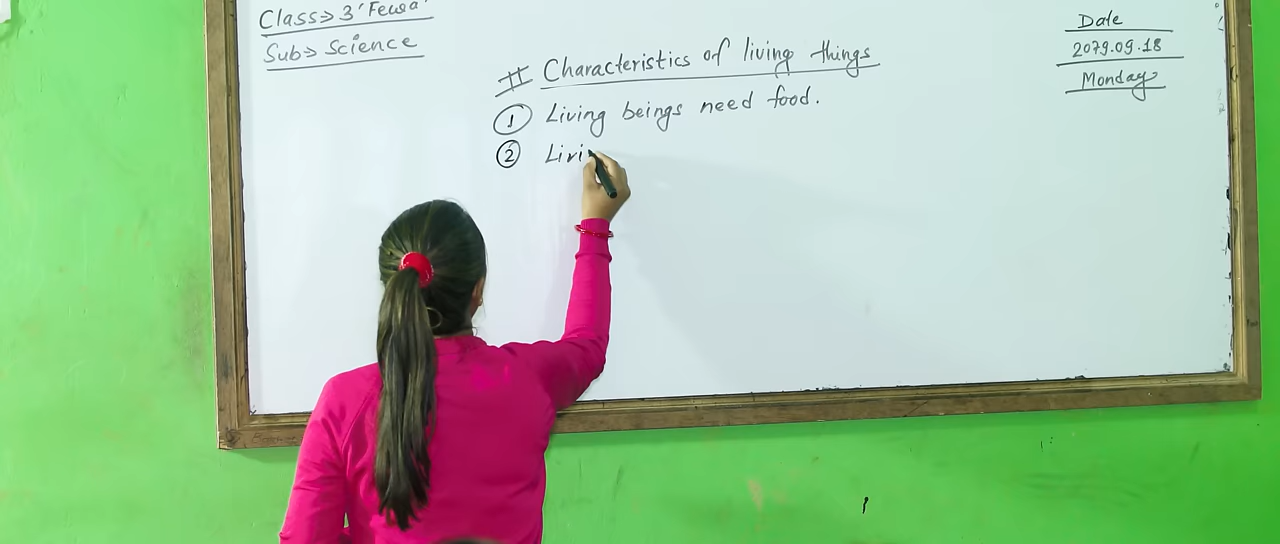 Class⇒ 3 'Fewa'
Sub⇒ Science
Date
2079.09.18
Monday
# Characteristics of living things
① Living beings need food.
② Livi